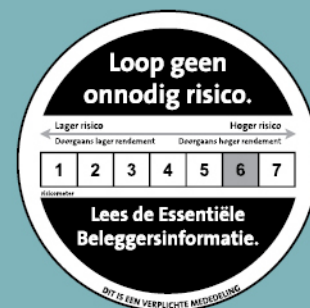 Loop geen
onnodig risico.
Lager risico Hoger risico
Doorgaans lager rendement Doorgaans hoger rendement
1 2 3 4 5 6 7
risicometer
Lees de Essentiële
Beleggersinformatie.
DIT IS EEN VERPLICHTE MEDEDELING